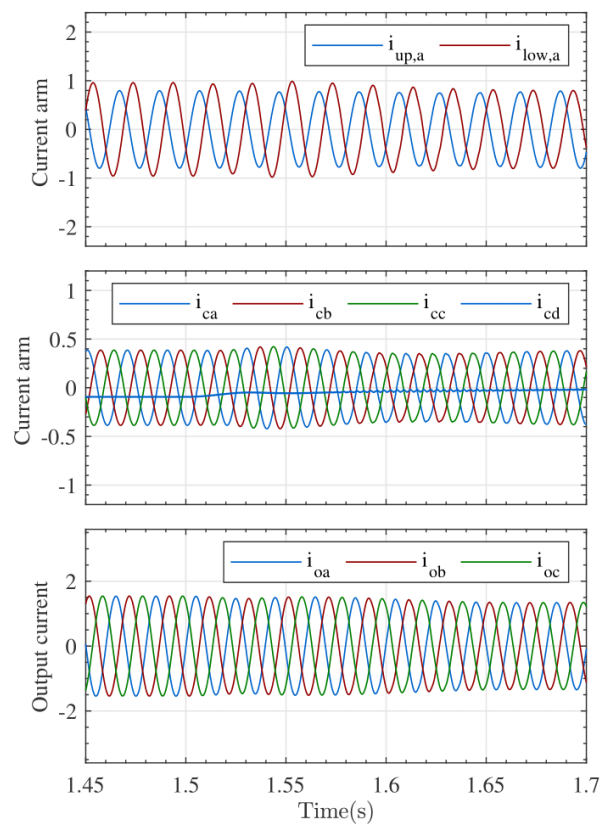 2
1
0
-1
-2
Current arm
i_up,a i_low,a
1
0.5
0
-0.5
-1
Current arm
i_ca i_cb i_cc i_cd
2
0
-2
Output current
i_oa i_ob i_oc
1.45 1.5 1.55 1.6 1.65 1.7
Time(s)